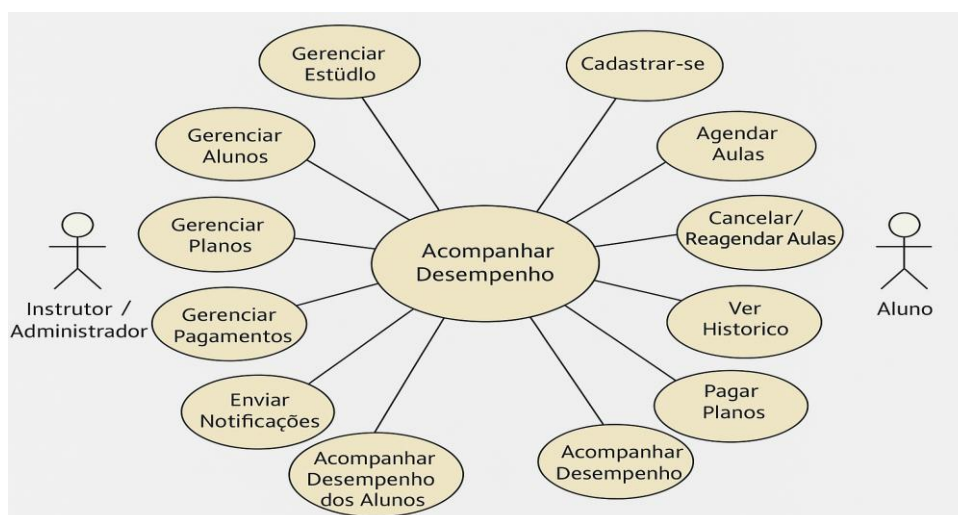 Gerenciar
Estüdlo
Cadastrar-se
Gerenciar
Alunos
Agendar
Aulas
Gerenciar
Planos
Acompanhar
Desempenho
Cancelar/
Reagendar Aulas
Instrutor /
Administrador
Gerenciar
Pagamentos
Ver
Historico
Aluno
Enviar
Notificações
Pagar
Planos
Acompanhar
Desempenho
dos Alunos
Acompanhar
Desempenho